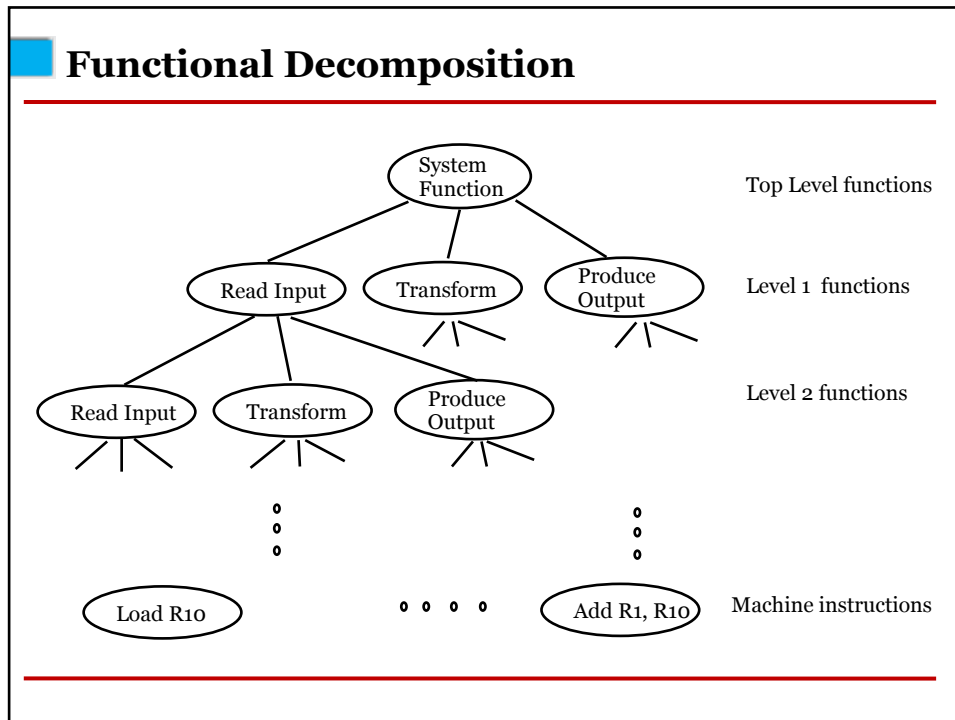 Functional Decomposition
System
Function
Top Level functions
Read Input
Transform
Produce
Output
Level 1 functions
Read Input
Transform
Produce
Output
Level 2 functions
Load R10
Add R1, R10
Machine instructions